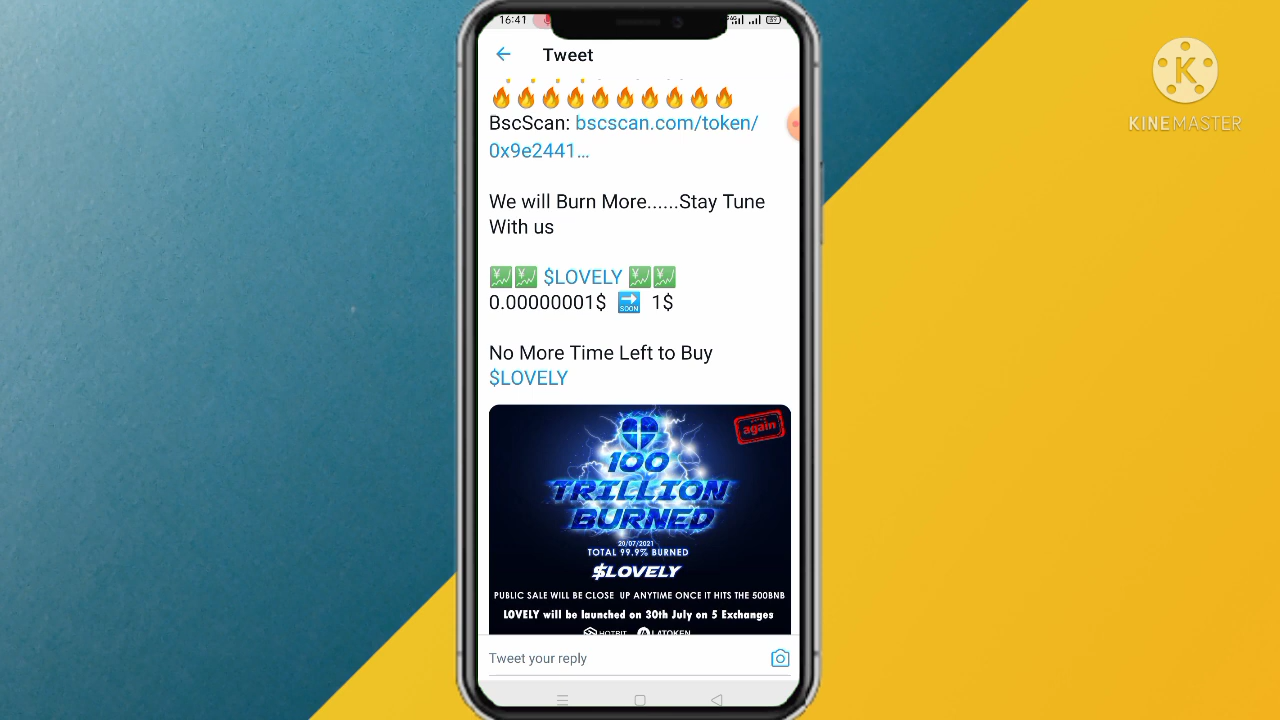 16:41
Tweet
🔥🔥🔥🔥🔥🔥🔥🔥🔥🔥
BscScan: bscscan.com/token/
0x9e2441...
We will Burn More......Stay Tune
With us
💹💹 $LOVELY 💹💹
0.00000001$ 🔜 1$
No More Time Left to Buy
$LOVELY
again
100
TRILLION
BURNED
20/07/2021
TOTAL 99.9% BURNED
$LOVELY
PUBLIC SALE WILL BE CLOSE UP ANYTIME ONCE IT HITS THE 500BNB
LOVELY will be launched on 30th July on 5 Exchanges
HOTBIT LATOKEN
Tweet your reply
K
KINEMASTER